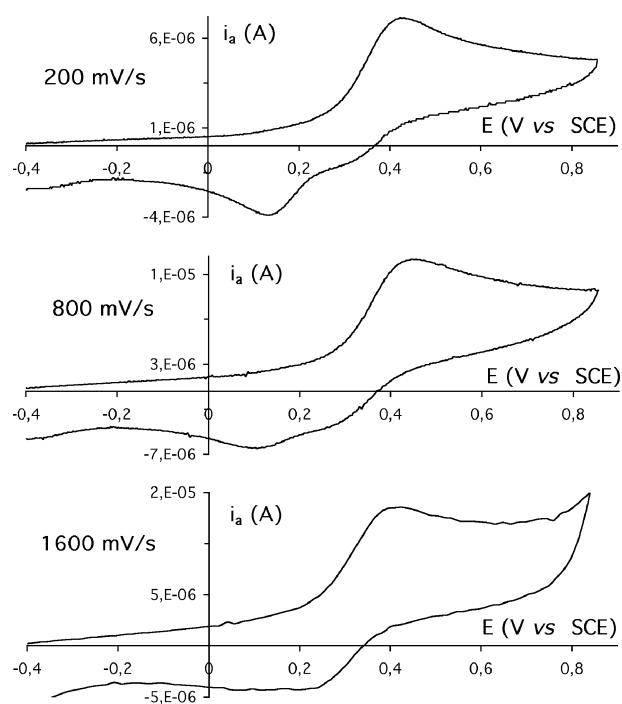 6,E-06
i a (A)
200 mV/s
1,E-06
E (V vs SCE)
-0,4 -0,2 0 0,2 0,4 0,6 0,8
-4,E-06
1,E-05
i a (A)
800 mV/s
3,E-06
E (V vs SCE)
-0,4 -0,2 0 0,2 0,4 0,6 0,8
-7,E-06
2,E-05
i a (A)
1600 mV/s
5,E-06
E (V vs SCE)
-0,4 -0,2 0 0,2 0,4 0,6 0,8
-5,E-06